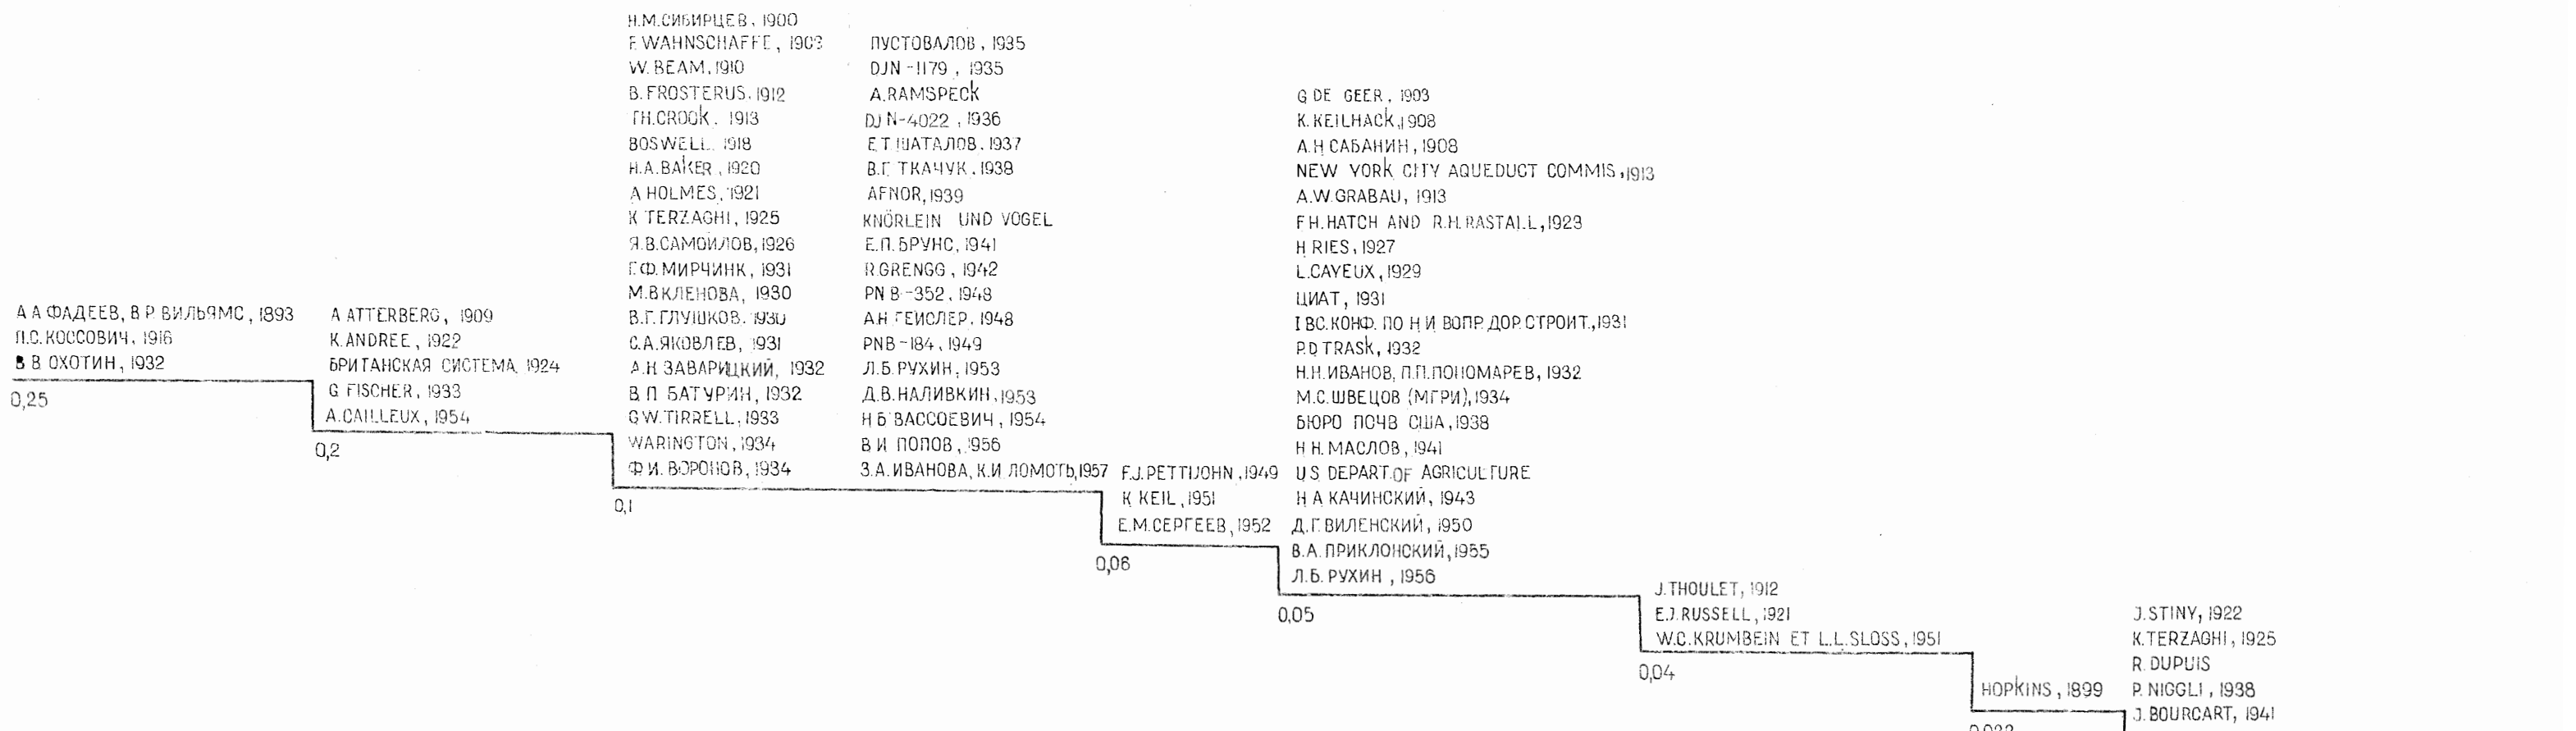 А А ФАДЕЕВ, В Р. ВИЛЬЯМС, 1893
П.С. КОССОВИЧ, 1916
В В ОХОТИН, 1932
0,25
A ATTERBERG, 1909
K. ANDREE, 1922
БРИТАНСКАЯ СИСТЕМА, 1924
G FISCHER, 1933
A. CAILLEUX, 1954
0,2
Н.М. СИБИРЦЕВ, 1900
F. WAHNSCHAFFE, 1903
W. BEAM, 1910
B. FROSTERUS, 1912
TH. CROOK, 1913
BOSWELL, 1918
H.A. BAKER, 1920
A HOLMES, 1921
K TERZAGHI, 1925
Я.В. САМОЙЛОВ, 1926
Г.Ф. МИРЧИНК, 1931
М.В КЛЕНОВА, 1930
В.Г. ГЛУШКОВ, 1930
С.А. ЯКОВЛЕВ, 1931
А.Н ЗАВАРИЦКИЙ, 1932
В. П БАТУРИН, 1932
G W. TIRRELL, 1933
WARINGTON, 1934
Ф И. ВОРОНОВ, 1934
ПУСТОВАЛОВ, 1935
DJN-1179, 1935
A. RAMSPECK
DJN-4022, 1936
Е.Т ШАТАЛОВ, 1937
В.Г. ТКАЧУК, 1938
AFNOR, 1939
KNÖRLEIN UND VOGEL
Е.П. БРУНС, 1941
R. GRENGG, 1942
PN B-352, 1948
А.Н ГЕИСЛЕР, 1948
PNB-184, 1949
Л.Б. РУХИН, 1953
Д.В. НАЛИВКИН, 1953
Н Б ВАССОЕВИЧ, 1954
В И ПОПОВ, 1956
З.А. ИВАНОВА, К.И ЛОМОТЬ, 1957
0,1
F.J. PETTIJOHN, 1949
K KEIL, 1951
Е.М. СЕРГЕЕВ, 1952
0,06
G DE GEER, 1903
K. KEILHACK, 1908
А.Н САБАНИН, 1908
NEW YORK CITY AQUEDUCT COMMIS, 1913
A.W. GRABAU, 1913
F H. HATCH AND R.H. RASTALL, 1923
H RIES, 1927
L. CAYEUX, 1929
ЦИАТ, 1931
I ВС. КОНФ. ПО Н И ВОПР. ДОР. СТРОИТ., 1931
P.D TRASK, 1932
Н.Н. ИВАНОВ, П.П. ПОНОМАРЕВ, 1932
М.С. ШВЕЦОВ (МГРИ), 1934
БЮРО ПОЧВ США, 1938
Н Н. МАСЛОВ, 1941
U.S DEPART. OF AGRICULTURE
Н А КАЧИНСКИЙ, 1943
Д.Г. ВИЛЕНСКИЙ, 1950
В.А. ПРИКЛОНСКИЙ, 1955
Л.Б. РУХИН, 1956
0,05
J. THOULET, 1912
E.J. RUSSELL, 1921
W.C. KRUMBEIN ET L.L. SLOSS, 1951
0,04
HOPKINS, 1899
J. STINY, 1922
K. TERZAGHI, 1925
R. DUPUIS
P. NIGGLI, 1938
J. BOURCART, 1941